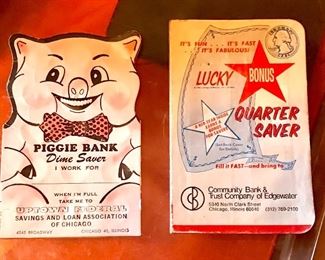 PIGGIE BANK
Dime Saver
I WORK FOR
WHEN I'M FULL
TAKE ME TO
UPTOWN FEDERAL
SAVINGS AND LOAN ASSOCIATION
OF CHICAGO
4545 BROADWAY CHICAGO 40, ILLINOIS
IT'S FUN... IT'S FAST
IT'S FABULOUS!
LUCKY BONUS
QUARTER
SAVER
Fill it FAST—and bring to
Community Bank &
Trust Company of Edgewater
5340 North Clark Street
Chicago, Illinois 60640 (312) 769-2100